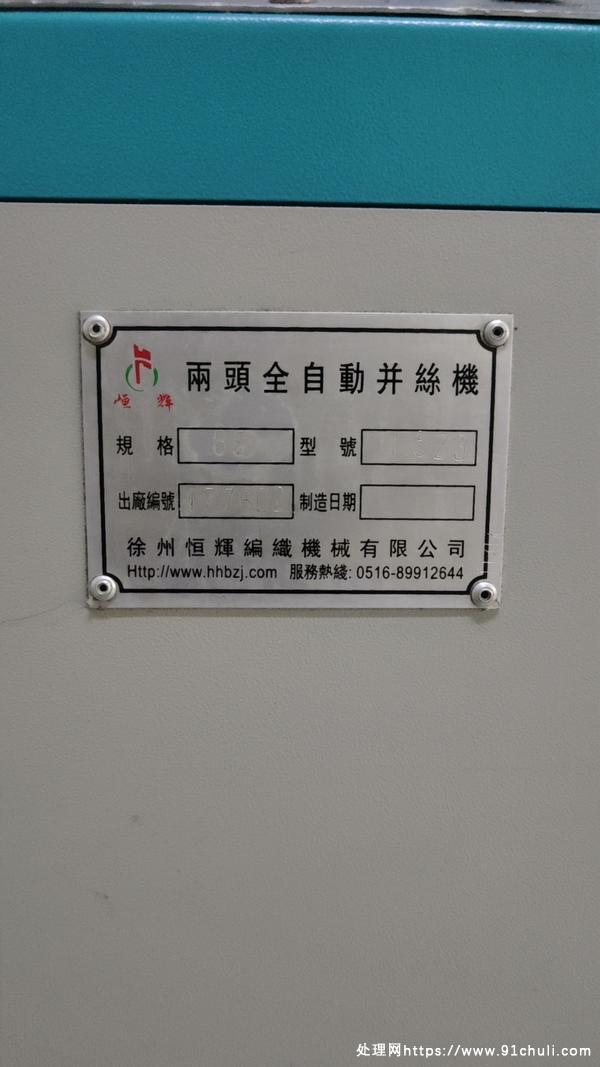 恒輝
兩頭全自動并絲機
規格 型號
出廠編號 制造日期
徐州恒輝編織機械有限公司
Http://www.hhbzj.com 服務熱綫: 0516-89912644
处理网https://www.91chuli.com